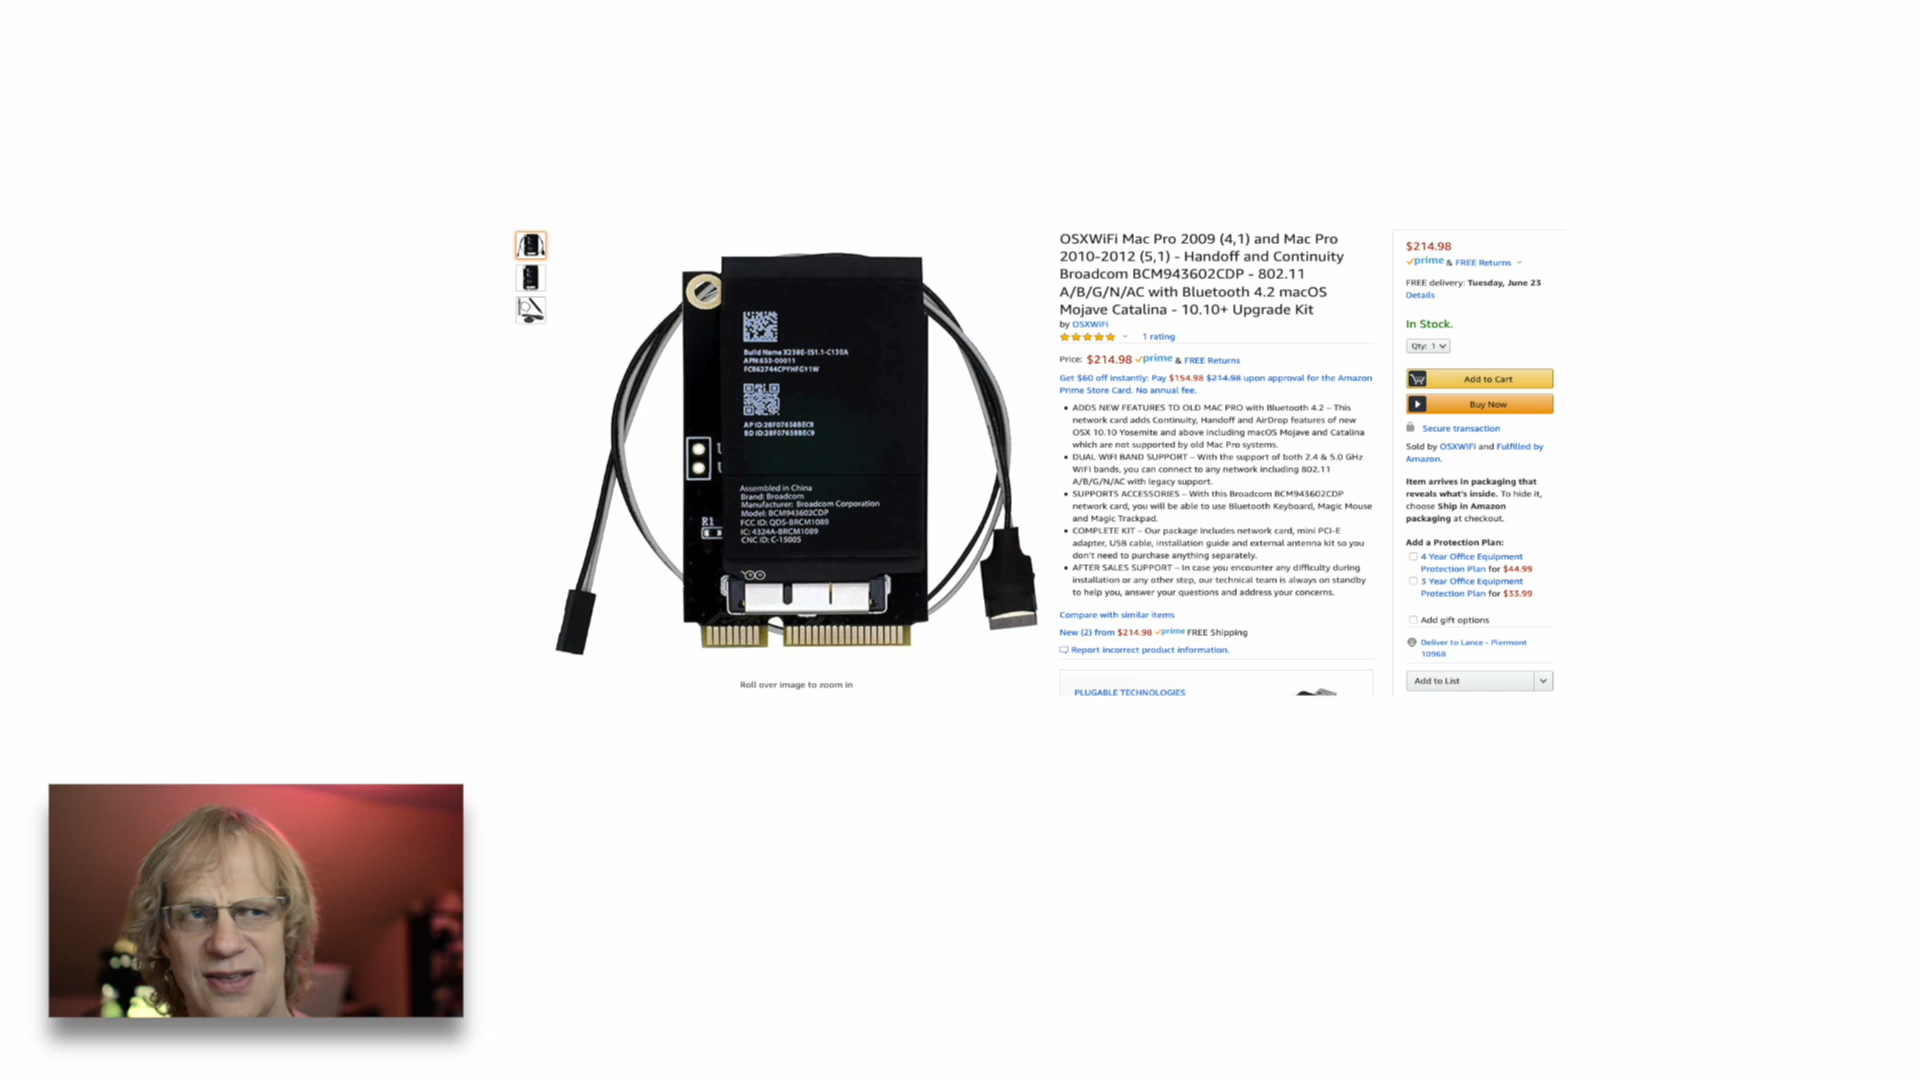 OSXWiFi Mac Pro 2009 (4,1) and Mac Pro
2010-2012 (5,1) - Handoff and Continuity
Broadcom BCM943602CDP - 802.11
A/B/G/N/AC with Bluetooth 4.2 macOS
Mojave Catalina - 10.10+ Upgrade Kit
by OSXWIFI
1 rating
Price: $214.98 prime & FREE Returns
Get $60 off instantly: Pay $154.98 $214.98 upon approval for the Amazon
Prime Store Card. No annual fee.
• ADDS NEW FEATURES TO OLD MAC PRO with Bluetooth 4.2 – This
network card adds Continuity, Handoff and AirDrop features of new
OSX 10.10 Yosemite and above including macOS Mojave and Catalina
which are not supported by old Mac Pro systems.
• DUAL WIFI BAND SUPPORT – With the support of both 2.4 & 5.0 GHz
WIFI bands, you can connect to any network including 802.11
A/B/G/N/AC with legacy support.
• SUPPORTS ACCESSORIES – With this Broadcom BCM943602CDP
network card, you will be able to use Bluetooth Keyboard, Magic Mouse
and Magic Trackpad.
• COMPLETE KIT – Our package includes network card, mini PCI-E
adapter, USB cable, installation guide and external antenna kit so you
don't need to purchase anything separately.
• AFTER SALES SUPPORT – In case you encounter any difficulty during
installation or any other step, our technical team is always on standby
to help you, answer your questions and address your concerns.
Compare with similar items
New (2) from $214.98 prime FREE Shipping
Report incorrect product information.
PLUGABLE TECHNOLOGIES
$214.98
prime & FREE Returns
FREE delivery: Tuesday, June 23
Details
In Stock.
Qty: 1
Add to Cart
Buy Now
Secure transaction
Sold by OSXWiFi and Fulfilled by
Amazon.
Item arrives in packaging that
reveals what's inside. To hide it,
choose Ship in Amazon
packaging at checkout.
Add a Protection Plan:
4 Year Office Equipment
Protection Plan for $44.99
3 Year Office Equipment
Protection Plan for $33.99
Add gift options
Deliver to Lance - Piermont
10968
Add to List
Build Name X238E-ES1.1-C130A
APN:653-00011
R1
Assembled in China
Brand: Broadcom
Manufacturer: Broadcom Corporation
Model: BCM943602CDP
FCC ID: QDS-BRCM1089
IC: 4324A-BRCM1089
CNC ID: C-15005
Roll over image to zoom in